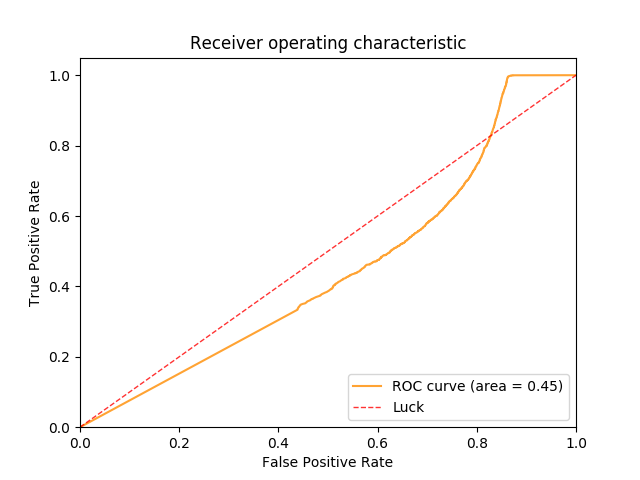 Receiver operating characteristic
1.0
0.8
0.6
0.4
0.2
0.0
True Positive Rate
ROC curve (area = 0.45)
Luck
0.0 0.2 0.4 0.6 0.8 1.0
False Positive Rate